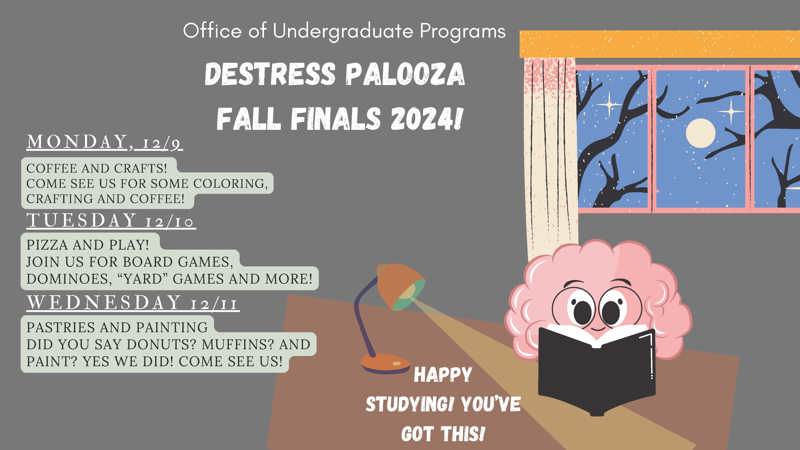 Office of Undergraduate Programs
DESTRESS PALOOZA
FALL FINALS 2024!
MONDAY, 12/9
COFFEE AND CRAFTS!
COME SEE US FOR SOME COLORING,
CRAFTING AND COFFEE!
TUESDAY 12/10
PIZZA AND PLAY!
JOIN US FOR BOARD GAMES,
DOMINOES, “YARD” GAMES AND MORE!
WEDNESDAY 12/11
PASTRIES AND PAINTING
DID YOU SAY DONUTS? MUFFINS? AND
PAINT? YES WE DID! COME SEE US!
HAPPY
STUDYING! YOU’VE
GOT THIS!